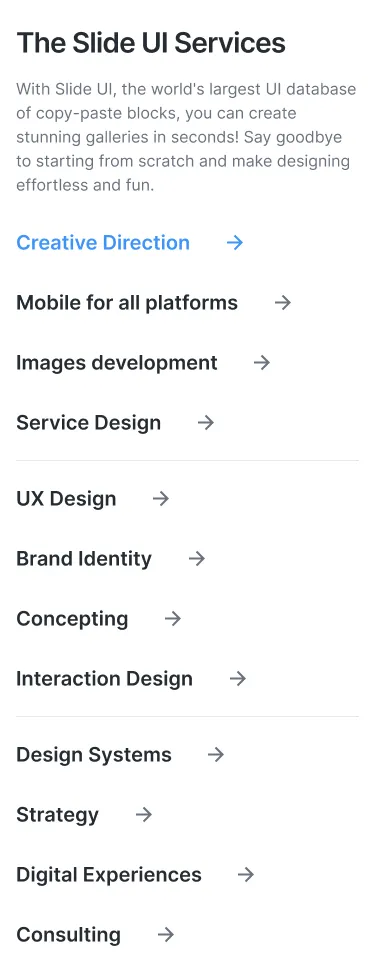 The Slide UI Services
With Slide UI, the world's largest UI database
of copy-paste blocks, you can create
stunning galleries in seconds! Say goodbye
to starting from scratch and make designing
effortless and fun.
Creative Direction
Mobile for all platforms
Images development
Service Design
UX Design
Brand Identity
Concepting
Interaction Design
Design Systems
Strategy
Digital Experiences
Consulting